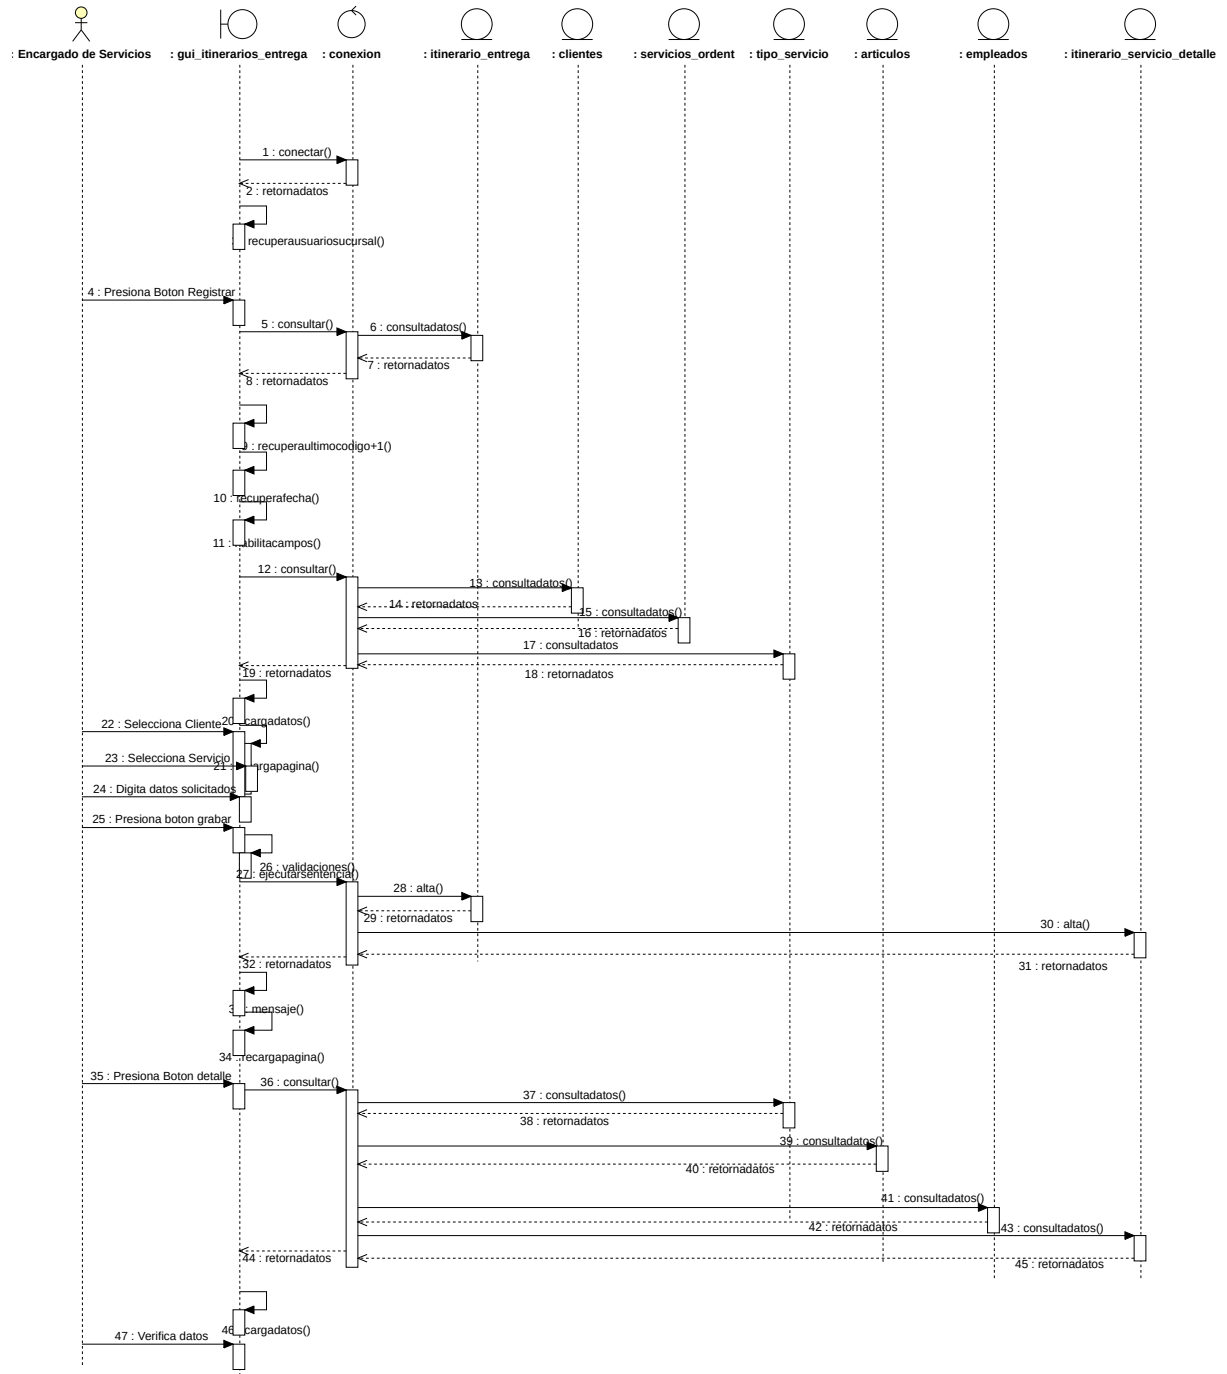 : Encargado de Servicios : gui_itinerarios_entrega : conexion : itinerario_entrega : clientes : servicios_ordent : tipo_servicio : articulos : empleados : itinerario_servicio_detalle
1 : conectar()
2 : retornadatos
recuperausuariosucursal()
4 : Presiona Boton Registrar
5 : consultar() 6 : consultadatos()
7 : retornadatos
8 : retornadatos
9 : recuperaultimocodigo+1()
10 : recuperafecha()
11 : habilitacampos()
12 : consultar()
13 : consultadatos()
14 : retornadatos
15 : consultadatos()
16 : retornadatos
17 : consultadatos
18 : retornadatos
19 : retornadatos
20 : cargadatos()
22 : Selecciona Cliente
23 : Selecciona Servicio
21 : recargapagina()
24 : Digita datos solicitados
25 : Presiona boton grabar
26 : validaciones()
27 : ejecutarsentencia()
28 : alta()
29 : retornadatos
30 : alta()
32 : retornadatos
31 : retornadatos
33 : mensaje()
34 : recargapagina()
35 : Presiona Boton detalle
36 : consultar()
37 : consultadatos()
38 : retornadatos
39 : consultadatos()
40 : retornadatos
41 : consultadatos()
42 : retornadatos
43 : consultadatos()
44 : retornadatos
45 : retornadatos
46 : cargadatos()
47 : Verifica datos